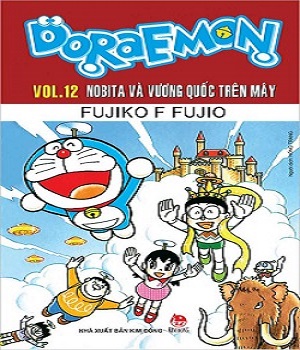 DORAEMON
VOL.12 NOBITA VÀ VƯƠNG QUỐC TRÊN MÂY
FUJIKO F FUJIO
NHÀ XUẤT BẢN KIM ĐỒNG